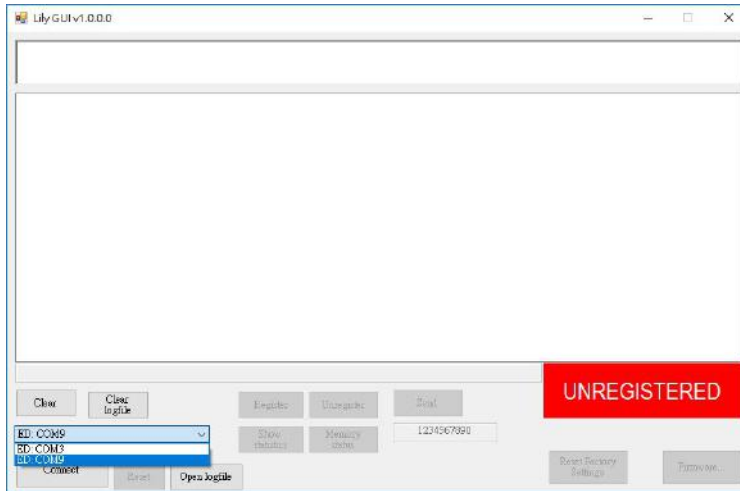 Lily GUI v1.0.0.0
UNREGISTERED
Clear
Clear
logfile
Register
Unregister
Send
ED: COM9
Show
statistics
Memory
status
1234567890
ED: COM3
ED: COM9
Connect
Reset
Open logfile
Reset Factory
Settings
Firmware...